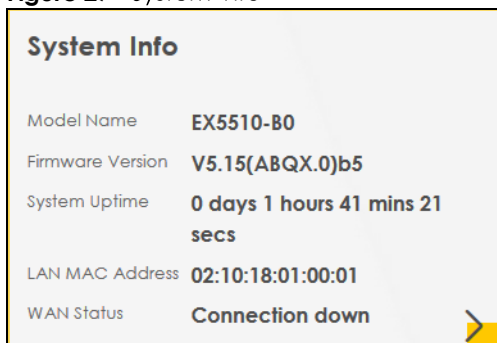 System Info
Model Name EX5510-B0
Firmware Version V5.15(ABQX.0)b5
System Uptime 0 days 1 hours 41 mins 21
secs
LAN MAC Address 02:10:18:01:00:01
WAN Status Connection down